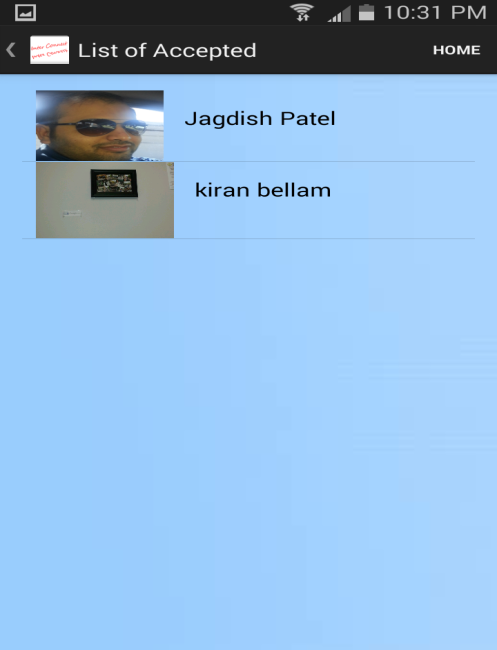 10:31 PM
List of Accepted
HOME
Jagdish Patel
kiran bellam